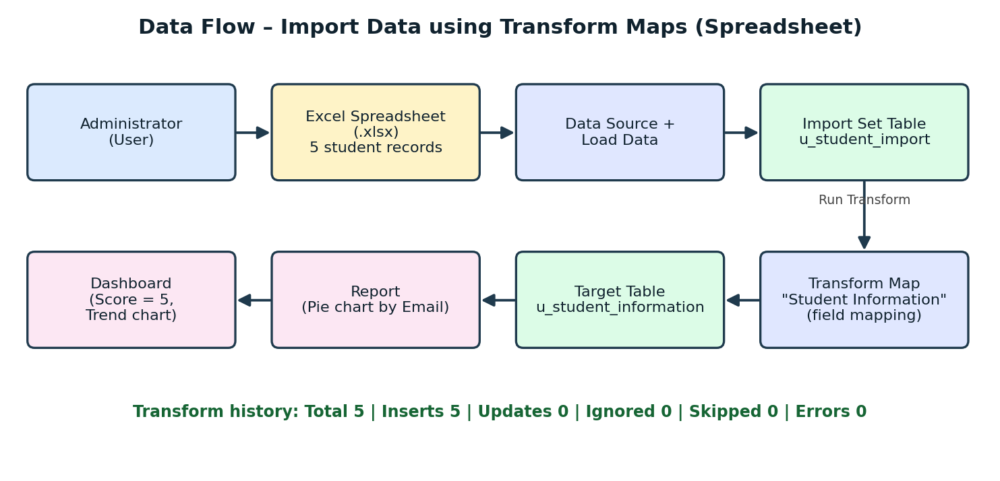 Data Flow – Import Data using Transform Maps (Spreadsheet)
Administrator
(User)
Excel Spreadsheet
(.xlsx)
5 student records
Data Source +
Load Data
Import Set Table
u_student_import
Run Transform
Dashboard
(Score = 5,
Trend chart)
Report
(Pie chart by Email)
Target Table
u_student_information
Transform Map
"Student Information"
(field mapping)
Transform history: Total 5 | Inserts 5 | Updates 0 | Ignored 0 | Skipped 0 | Errors 0